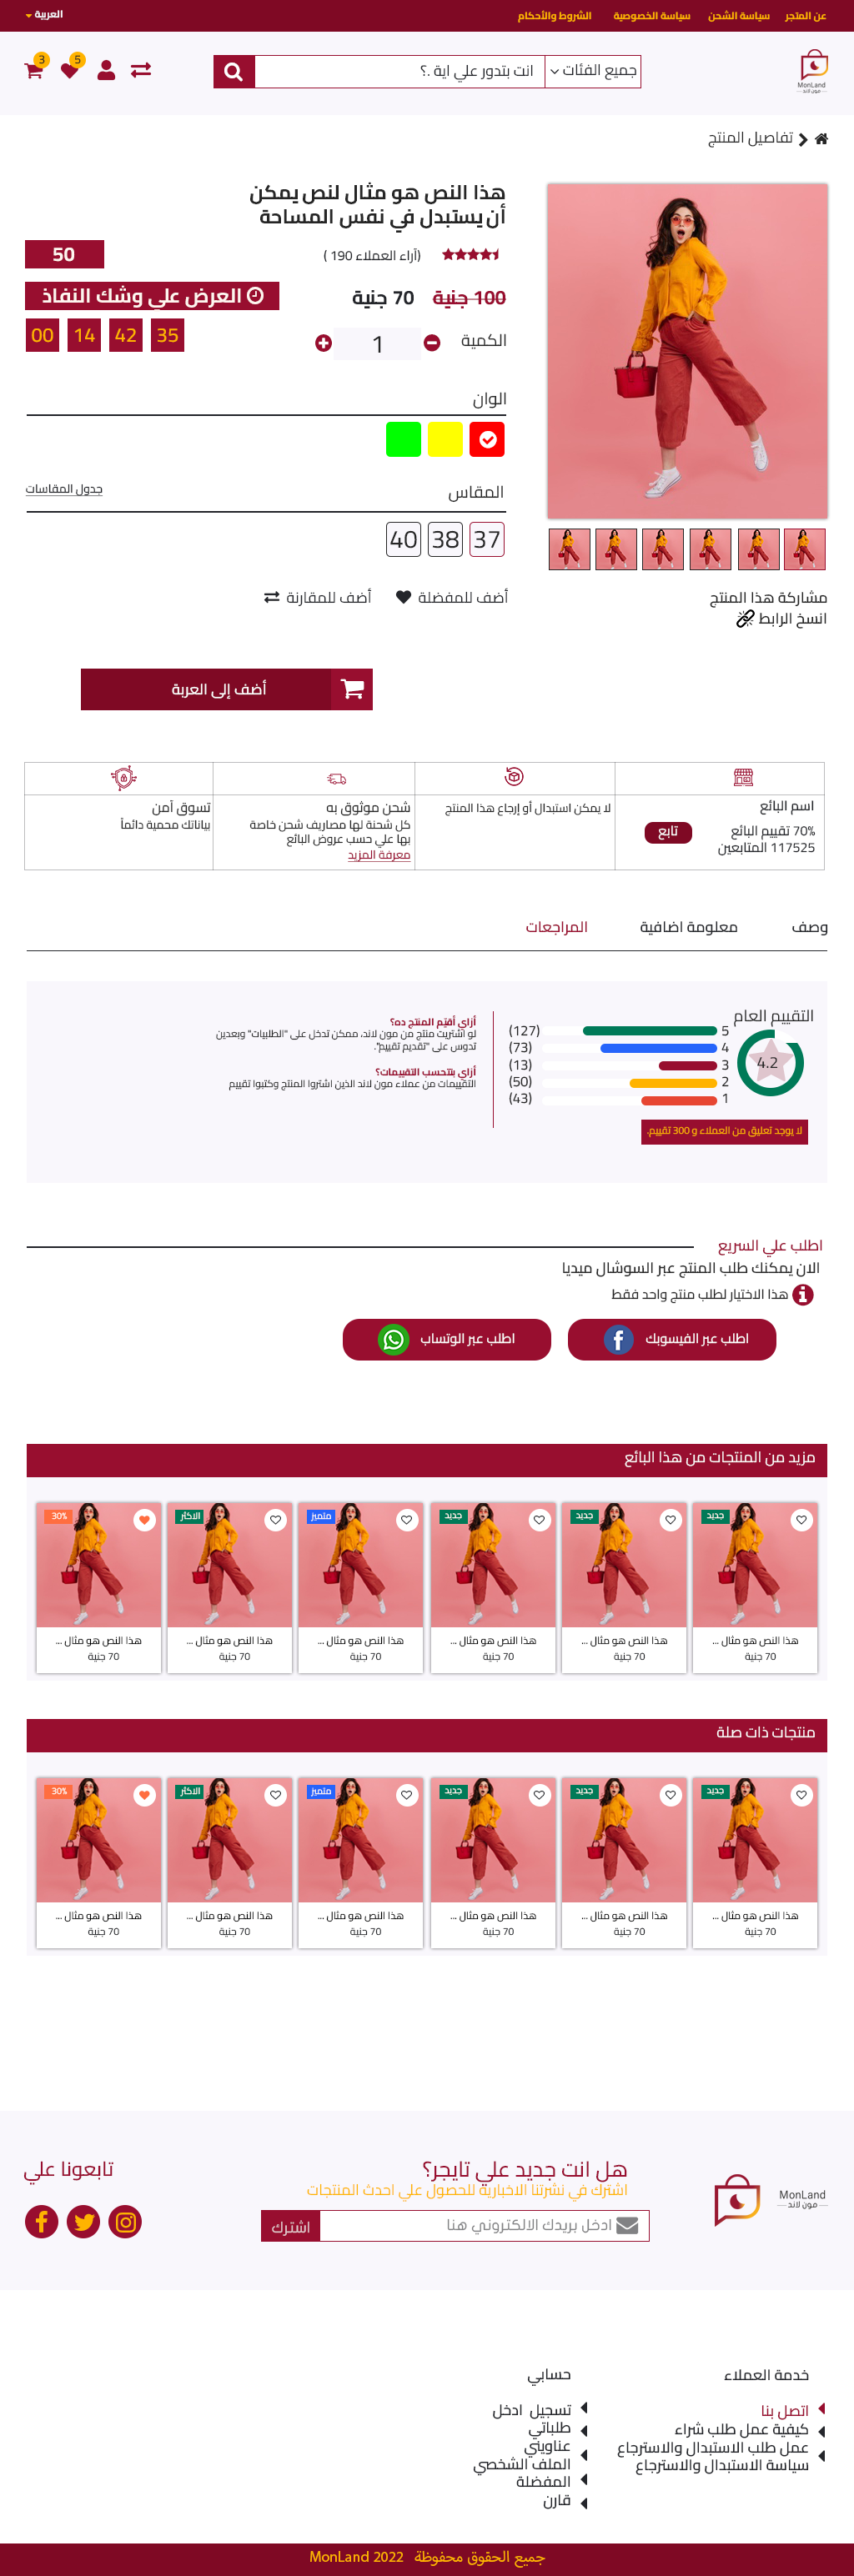 عن المتجر
سياسة الشحن
سياسة الخصوصية
الشروط والأحكام
العربية
MonLand
مون لاند
جميع الفئات
انت بتدور علي اية .؟
5
3
تفاصيل المنتج
هذا النص هو مثال لنص يمكن
أن يستبدل في نفس المساحة
(آراء العملاء 190 )
50
100 جنية
70 جنية
العرض علي وشك النفاذ
00 14 42 35
الكمية
1
الوان
المقاس
جدول المقاسات
37
38
40
أضف للمفضلة
أضف للمقارنة
مشاركة هذا المنتج
انسخ الرابط
أضف إلى العربة
اسم البائع
70% تقييم البائع
117525 المتابعين
تابع
لا يمكن استبدال أو إرجاع هذا المنتج
شحن موثوق به
كل شحنة لها مصاريف شحن خاصة
بها علي حسب عروض البائع
معرفة المزيد
تسوق آمن
بياناتك محمية دائماً
وصف
معلومة اضافية
المراجعات
التقييم العام
4.2
5 (127)
4 (73)
3 (13)
2 (50)
1 (43)
لا يوجد تعليق من العملاء و 300 تقييم.
أزاي أقيَم المنتج ده؟
لو اشتريت منتج من مون لاند، ممكن تدخل علي "الطلبيات" وبعدين
تدوس علي "تقديم تقييم".
أزاي بتتحسب التقييمات؟
التقييمات من عملاء مون لاند الذين اشتروا المنتج وكتبوا تقييم
اطلب علي السريع
الان يمكنك طلب المنتج عبر السوشال ميديا
هذا الاختيار لطلب منتج واحد فقط
اطلب عبر الفيسوبك
اطلب عبر الوتساب
مزيد من المنتجات من هذا البائع
جديد
جديد
جديد
متميز
الاكثر
30%
هذا النص هو مثال ...
70 جنية
هذا النص هو مثال ...
70 جنية
هذا النص هو مثال ...
70 جنية
هذا النص هو مثال ...
70 جنية
هذا النص هو مثال ...
70 جنية
هذا النص هو مثال ...
70 جنية
منتجات ذات صلة
جديد
جديد
جديد
متميز
الاكثر
30%
هذا النص هو مثال ...
70 جنية
هذا النص هو مثال ...
70 جنية
هذا النص هو مثال ...
70 جنية
هذا النص هو مثال ...
70 جنية
هذا النص هو مثال ...
70 جنية
هذا النص هو مثال ...
70 جنية
MonLand
مون لاند
هل انت جديد علي تايجر؟
اشترك في نشرتنا الاخبارية للحصول علي احدث المنتجات
ادخل بريدك الالكتروني هنا
اشترك
تابعونا علي
خدمة العملاء
اتصل بنا
كيفية عمل طلب شراء
عمل طلب الاستبدال والاسترجاع
سياسة الاستبدال والاسترجاع
حسابي
تسجيل ادخل
طلباتي
عناويني
الملف الشخصي
المفضلة
قارن
جميع الحقوق محفوظة MonLand 2022